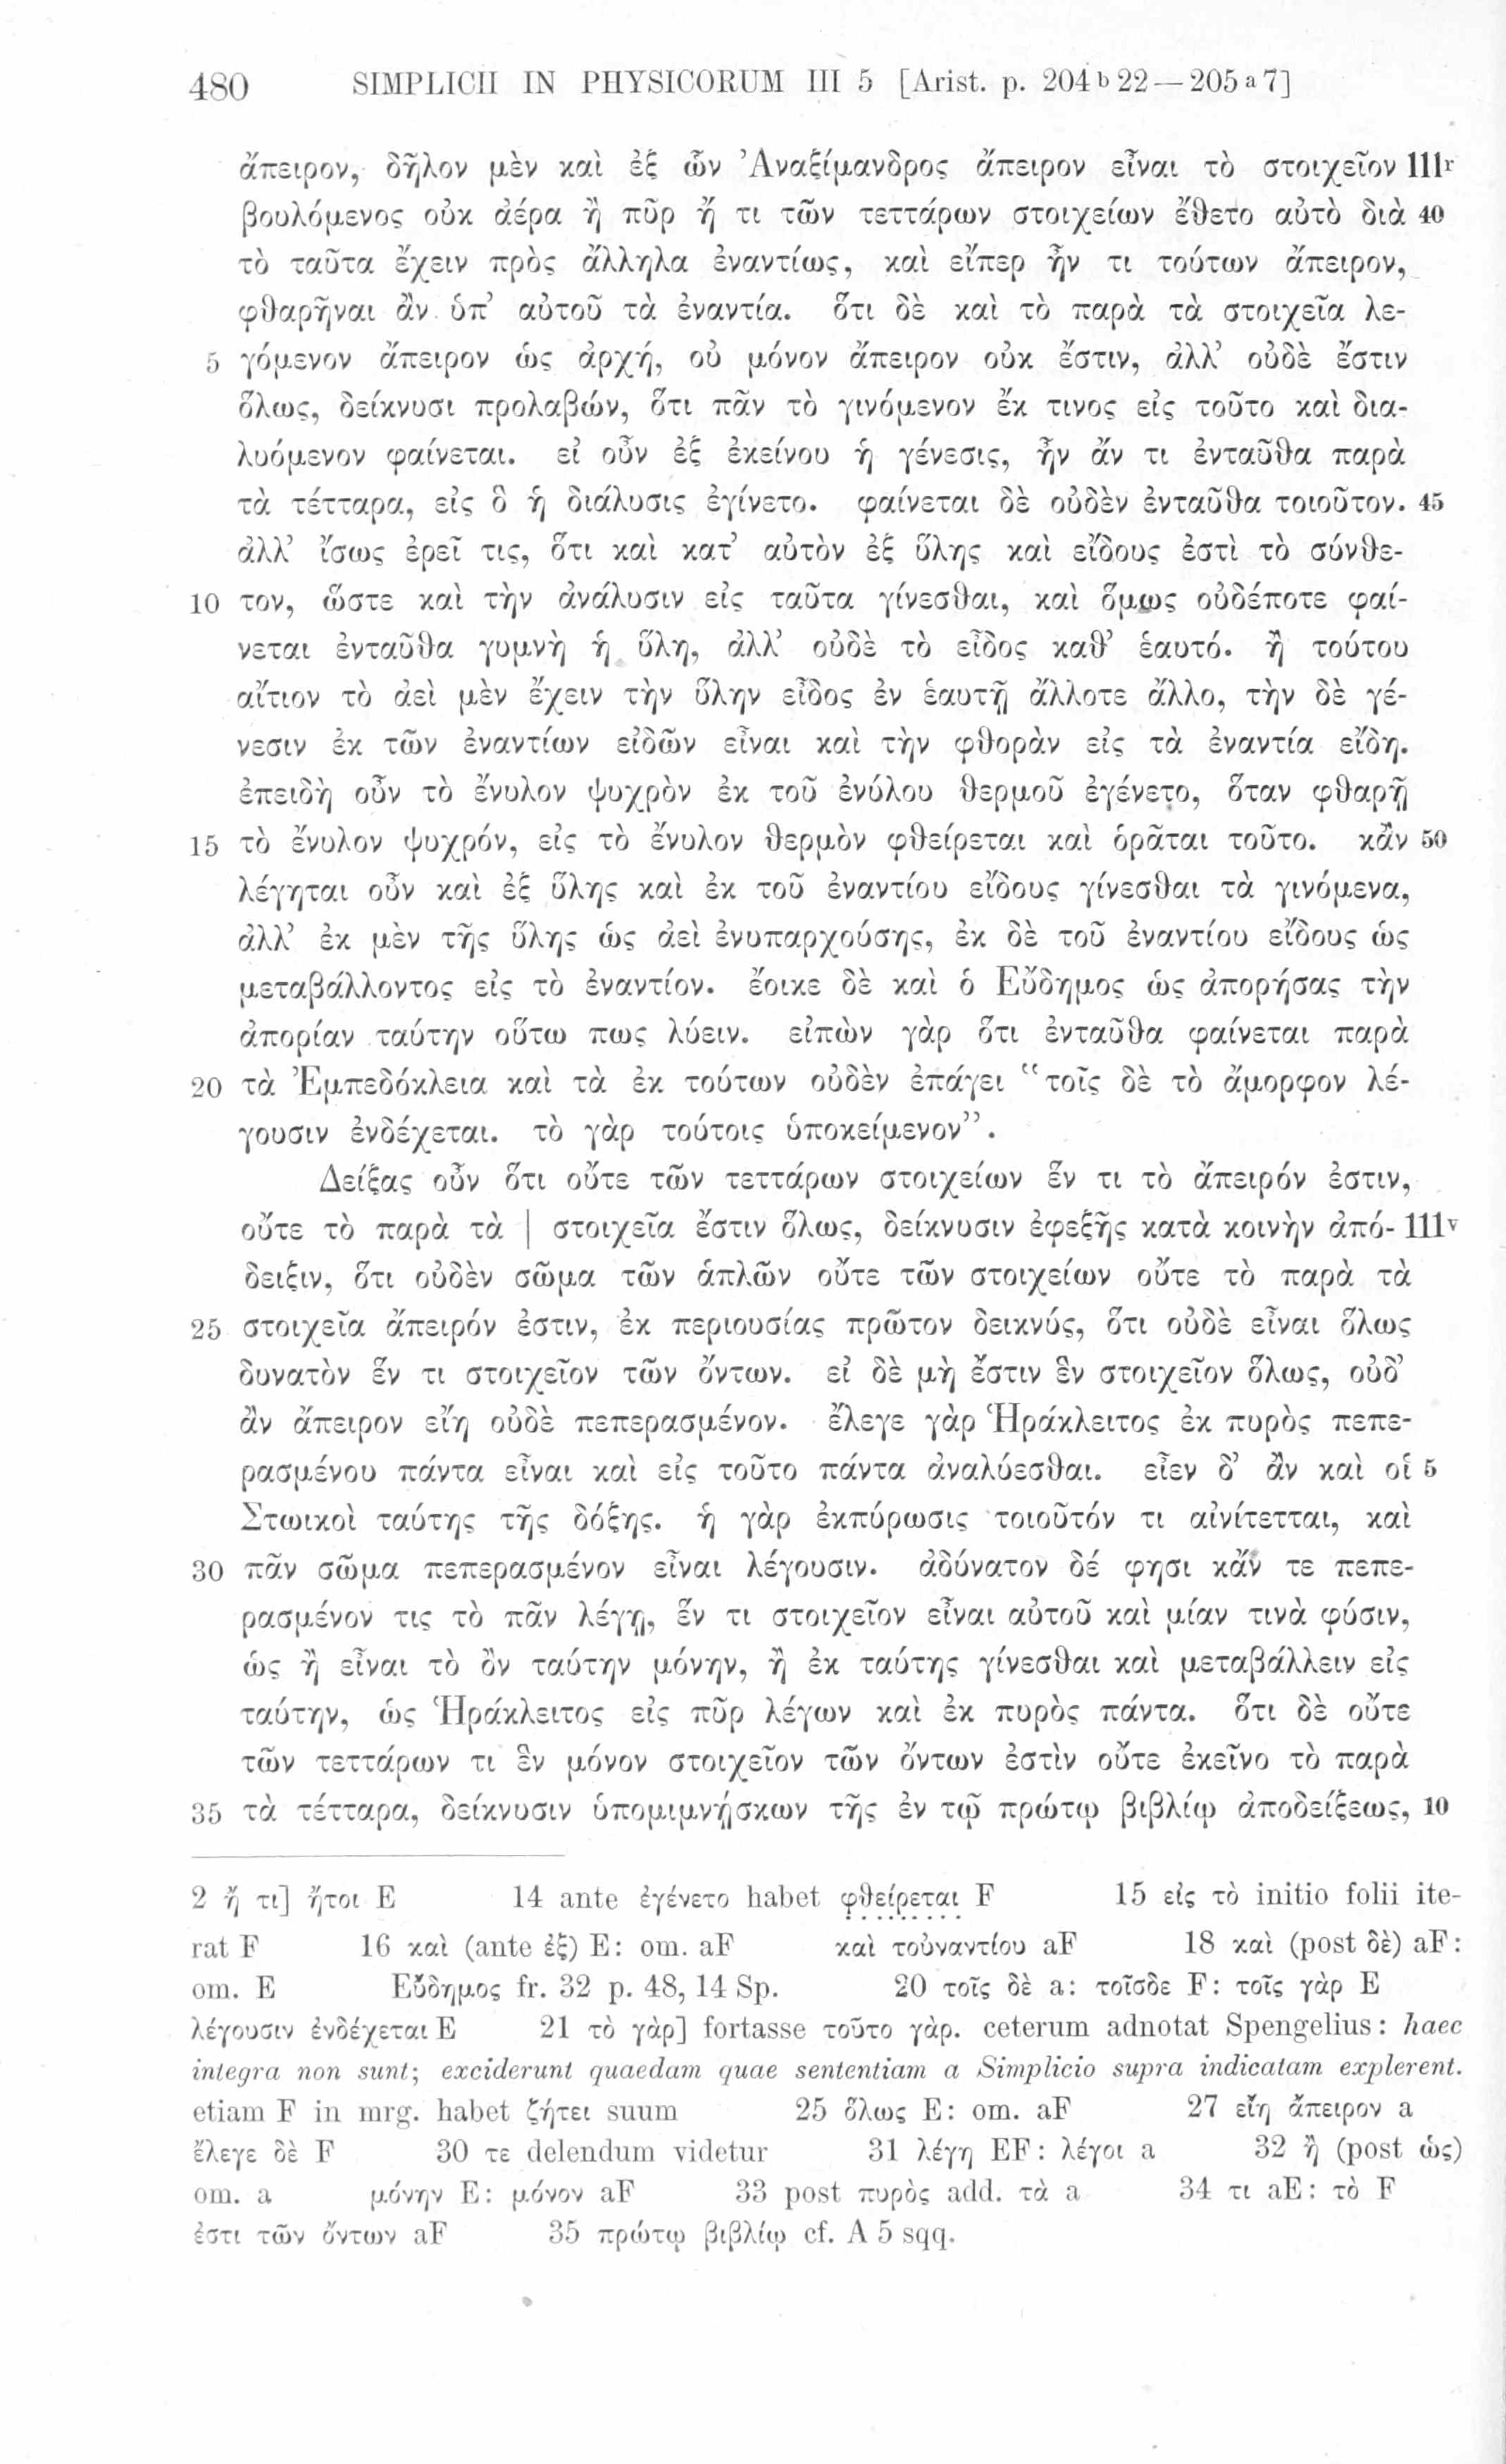 480 SIMPLICII IN PHYSICORUM III 5 [Arist. p. 204 b 22 — 205 a 7]
ἄπειρον, δῆλον μὲν καὶ ἐξ ὧν Ἀναξίμανδρος ἄπειρον εἶναι τὸ στοιχεῖον 111r
βουλόμενος οὐκ ἀέρα ἢ πῦρ ἤ τι τῶν τεττάρων στοιχείων ἔθετο αὐτὸ διὰ 40
τὸ ταῦτα ἔχειν πρὸς ἄλληλα ἐναντίως, καὶ εἴπερ ἦν τι τούτων ἄπειρον,
φθαρῆναι ἂν ὑπ’ αὐτοῦ τὰ ἐναντία. ὅτι δὲ καὶ τὸ παρὰ τὰ στοιχεῖα λε-
5 γόμενον ἄπειρον ὡς ἀρχή, οὐ μόνον ἄπειρον οὐκ ἔστιν, ἀλλ’ οὐδὲ ἔστιν
ὅλως, δείκνυσι προλαβών, ὅτι πᾶν τὸ γινόμενον ἔκ τινος εἰς τοῦτο καὶ δια-
λυόμενον φαίνεται. εἰ οὖν ἐξ ἐκείνου ἡ γένεσις, ἦν ἄν τι ἐνταῦθα παρὰ
τὰ τέτταρα, εἰς ὃ ἡ διάλυσις ἐγίνετο. φαίνεται δὲ οὐδὲν ἐνταῦθα τοιοῦτον. 45
ἀλλ’ ἴσως ἐρεῖ τις, ὅτι καὶ κατ’ αὐτὸν ἐξ ὕλης καὶ εἴδους ἐστὶ τὸ σύνθε-
10 τον, ὥστε καὶ τὴν ἀνάλυσιν εἰς ταῦτα γίνεσθαι, καὶ ὅμως οὐδέποτε φαί-
νεται ἐνταῦθα γυμνὴ ἡ ὕλη, ἀλλ’ οὐδὲ τὸ εἶδος καθ’ ἑαυτό. ἢ τούτου
αἴτιον τὸ ἀεὶ μὲν ἔχειν τὴν ὕλην εἶδος ἐν ἑαυτῇ ἄλλοτε ἄλλο, τὴν δὲ γέ-
νεσιν ἐκ τῶν ἐναντίων εἰδῶν εἶναι καὶ τὴν φθορὰν εἰς τὰ ἐναντία εἴδη.
ἐπειδὴ οὖν τὸ ἔνυλον ψυχρὸν ἐκ τοῦ ἐνύλου θερμοῦ ἐγένετο, ὅταν φθαρῇ
15 τὸ ἔνυλον ψυχρόν, εἰς τὸ ἔνυλον θερμὸν φθείρεται καὶ ὁρᾶται τοῦτο. κἂν 50
λέγηται οὖν καὶ ἐξ ὕλης καὶ ἐκ τοῦ ἐναντίου εἴδους γίνεσθαι τὰ γινόμενα,
ἀλλ’ ἐκ μὲν τῆς ὕλης ὡς ἀεὶ ἐνυπαρχούσης, ἐκ δὲ τοῦ ἐναντίου εἴδους ὡς
μεταβάλλοντος εἰς τὸ ἐναντίον. ἔοικε δὲ καὶ ὁ Εὔδημος ὡς ἀπορήσας τὴν
ἀπορίαν ταύτην οὕτω πως λύειν. εἰπὼν γὰρ ὅτι ἐνταῦθα φαίνεται παρὰ
20 τὰ Ἐμπεδόκλεια καὶ τὰ ἐκ τούτων οὐδὲν ἐπάγει “τοῖς δὲ τὸ ἄμορφον λέ-
γουσιν ἐνδέχεται. τὸ γὰρ τούτοις ὑποκείμενον”.
Δείξας οὖν ὅτι οὔτε τῶν τεττάρων στοιχείων ἕν τι τὸ ἄπειρόν ἐστιν,
οὔτε τὸ παρὰ τὰ | στοιχεῖα ἔστιν ὅλως, δείκνυσιν ἐφεξῆς κατὰ κοινὴν ἀπό- 111v
δειξιν, ὅτι οὐδὲν σῶμα τῶν ἁπλῶν οὔτε τῶν στοιχείων οὔτε τὸ παρὰ τὰ
25 στοιχεῖα ἄπειρόν ἐστιν, ἐκ περιουσίας πρῶτον δεικνύς, ὅτι οὐδὲ εἶναι ὅλως
δυνατὸν ἕν τι στοιχεῖον τῶν ὄντων. εἰ δὲ μὴ ἔστιν ἓν στοιχεῖον ὅλως, οὐδ’
ἂν ἄπειρον εἴη οὐδὲ πεπερασμένον. ἔλεγε γὰρ Ἡράκλειτος ἐκ πυρὸς πεπε-
ρασμένου πάντα εἶναι καὶ εἰς τοῦτο πάντα ἀναλύεσθαι. εἶεν δ’ ἂν καὶ οἱ 5
Στωικοὶ ταύτης τῆς δόξης. ἡ γὰρ ἐκπύρωσις τοιοῦτόν τι αἰνίτεται, καὶ
30 πᾶν σῶμα πεπερασμένον εἶναι λέγουσιν. ἀδύνατον δέ φησι κἄν τε πεπε-
ρασμένον τις τὸ πᾶν λέγῃ, ἕν τι στοιχεῖον εἶναι αὐτοῦ καὶ μίαν τινὰ φύσιν,
ὡς ἢ εἶναι τὸ ὂν ταύτην μόνην, ἢ ἐκ ταύτης γίνεσθαι καὶ μεταβάλλειν εἰς
ταύτην, ὡς Ἡράκλειτος εἰς πῦρ λέγων καὶ ἐκ πυρὸς πάντα. ὅτι δὲ οὔτε
τῶν τεττάρων τι ἓν μόνον στοιχεῖον τῶν ὄντων ἐστὶν οὔτε ἐκεῖνο τὸ παρὰ
35 τὰ τέτταρα, δείκνυσιν ὑπομιμνῄσκων τῆς ἐν τῷ πρώτῳ βιβλίῳ ἀποδείξεως, 10
2 ἤ τι] ἤτοι E 14 ante ἐγένετο habet φθείρεται F 15 εἰς τὸ initio folii ite-
rat F 16 καὶ (ante ἐξ) E: om. aF καὶ τοὐναντίου aF 18 καὶ (post δὲ) aF:
om. E Εὔδημος fr. 32 p. 48, 14 Sp. 20 τοῖς δὲ a: τοῖσδε F: τοῖς γὰρ E
λέγουσιν ἐνδέχεται E 21 τὸ γὰρ] fortasse τοῦτο γὰρ. ceterum adnotat Spengelius: haec
integra non sunt; exciderunt quaedam quae sententiam a Simplicio supra indicatam explerent.
etiam F in mrg. habet ζήτει suum 25 ὅλως E: om. aF 27 εἴη ἄπειρον a
ἔλεγε δὲ F 30 τε delendum videtur 31 λέγῃ EF: λέγοι a 32 ἢ (post ὡς)
om. a μόνην E: μόνον aF 33 post πυρὸς add. τὰ a 34 τι aE: τὸ F
ἐστι τῶν ὄντων aF 35 πρώτῳ βιβλίῳ cf. A 5 sqq.